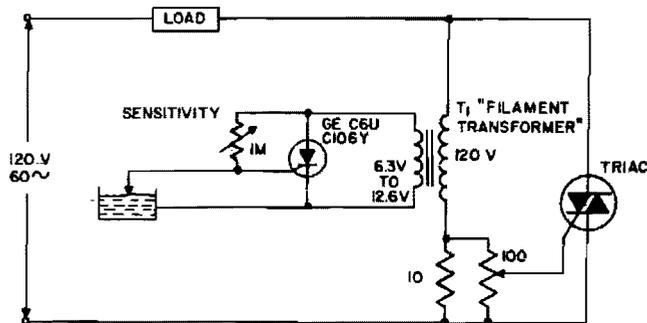 LOAD
120V
60~
SENSITIVITY
1M
GE C6U
C106Y
6.3V
TO
12.6V
T1 "FILAMENT
TRANSFORMER"
120 V
TRIAC
10
100